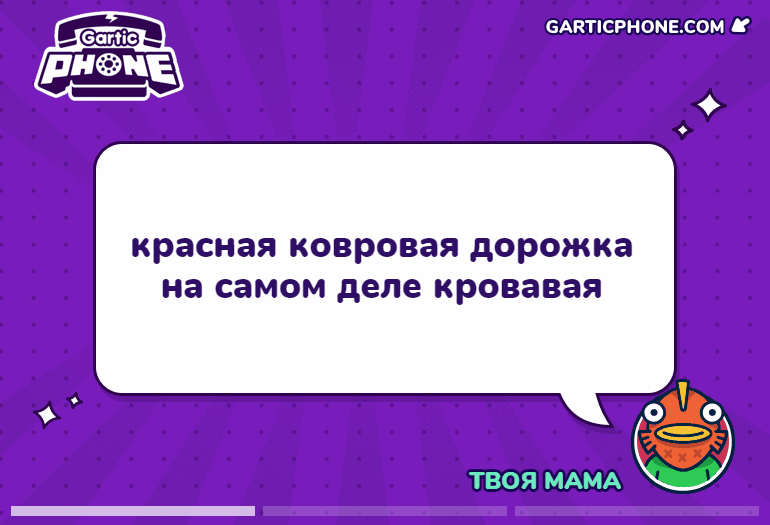 Gartic
PHONE
GARTICPHONE.COM
красная ковровая дорожка
на самом деле кровавая
ТВОЯ МАМА